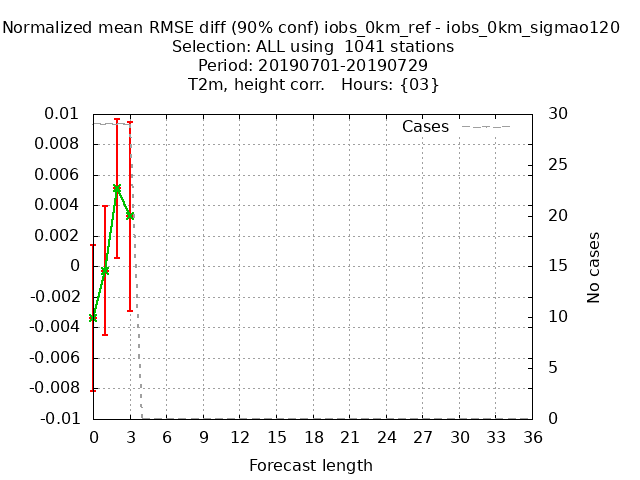 Normalized mean RMSE diff (90% conf) iobs_0km_ref - iobs_0km_sigmao120
Selection: ALL using  1041 stations
Period: 20190701-20190729
T2m, height corr.   Hours: {03}
Cases
0.01
0.008
0.006
0.004
0.002
0
-0.002
-0.004
-0.006
-0.008
-0.01
30
25
20
15
10
5
0
No cases
0 3 6 9 12 15 18 21 24 27 30 33 36
Forecast length